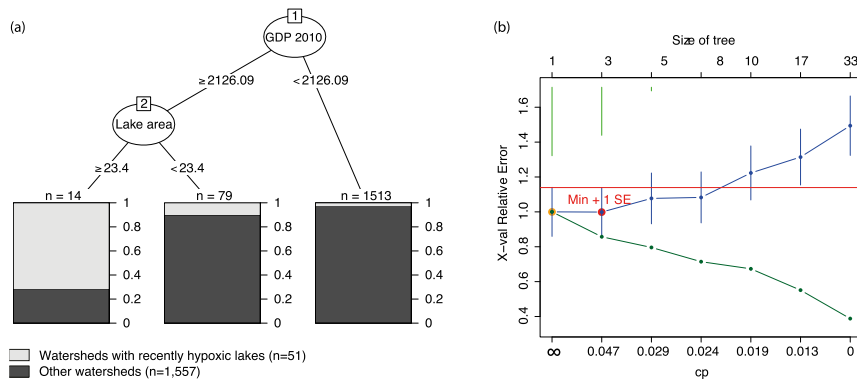 (a)
1
GDP 2010
≥2126.09
<2126.09
2
Lake area
≥23.4
<23.4
n = 14
n = 79
n = 1513
1
0.8
0.6
0.4
0.2
0
1
0.8
0.6
0.4
0.2
0
1
0.8
0.6
0.4
0.2
0
Watersheds with recently hypoxic lakes (n=51)
Other watersheds (n=1,557)
(b)
Size of tree
1 3 5 8 10 17 33
X-val Relative Error
1.6
1.4
1.2
1.0
0.8
0.6
0.4
Min + 1 SE
∞ 0.047 0.029 0.024 0.019 0.013 0
cp